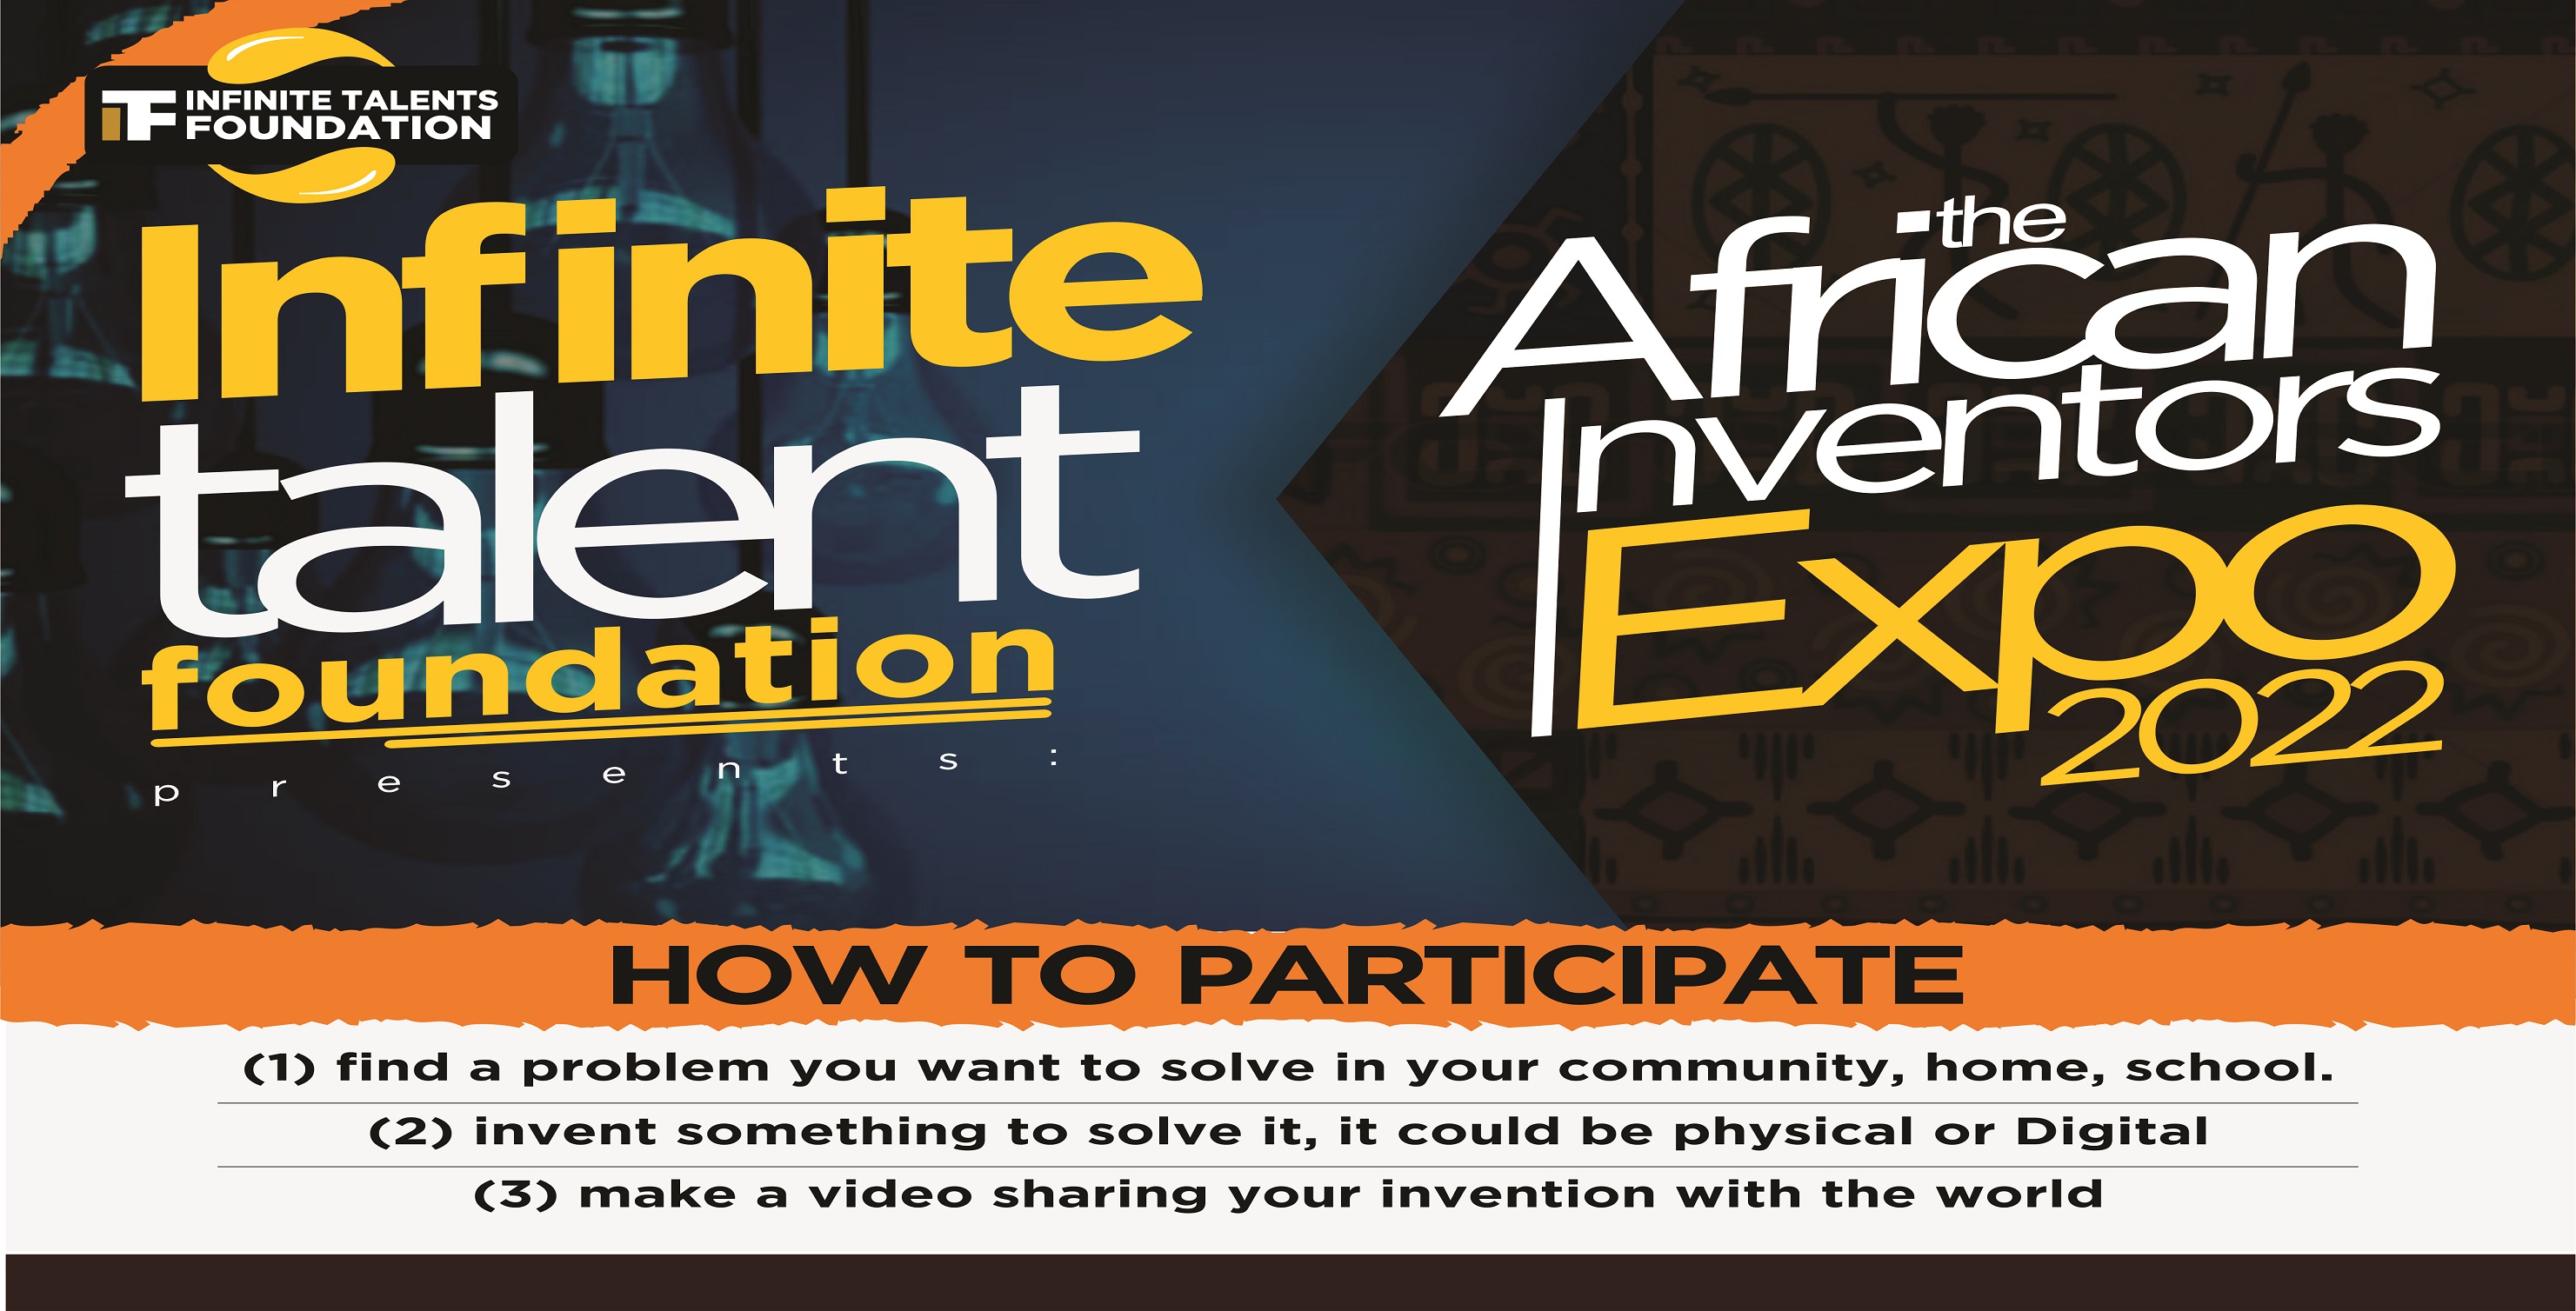 iTF INFINITE TALENTS
FOUNDATION
Infinite
talent
foundation
presents:
the
African
Inventors
Expo
2022
HOW TO PARTICIPATE
(1) find a problem you want to solve in your community, home, school.
(2) invent something to solve it, it could be physical or Digital
(3) make a video sharing your invention with the world